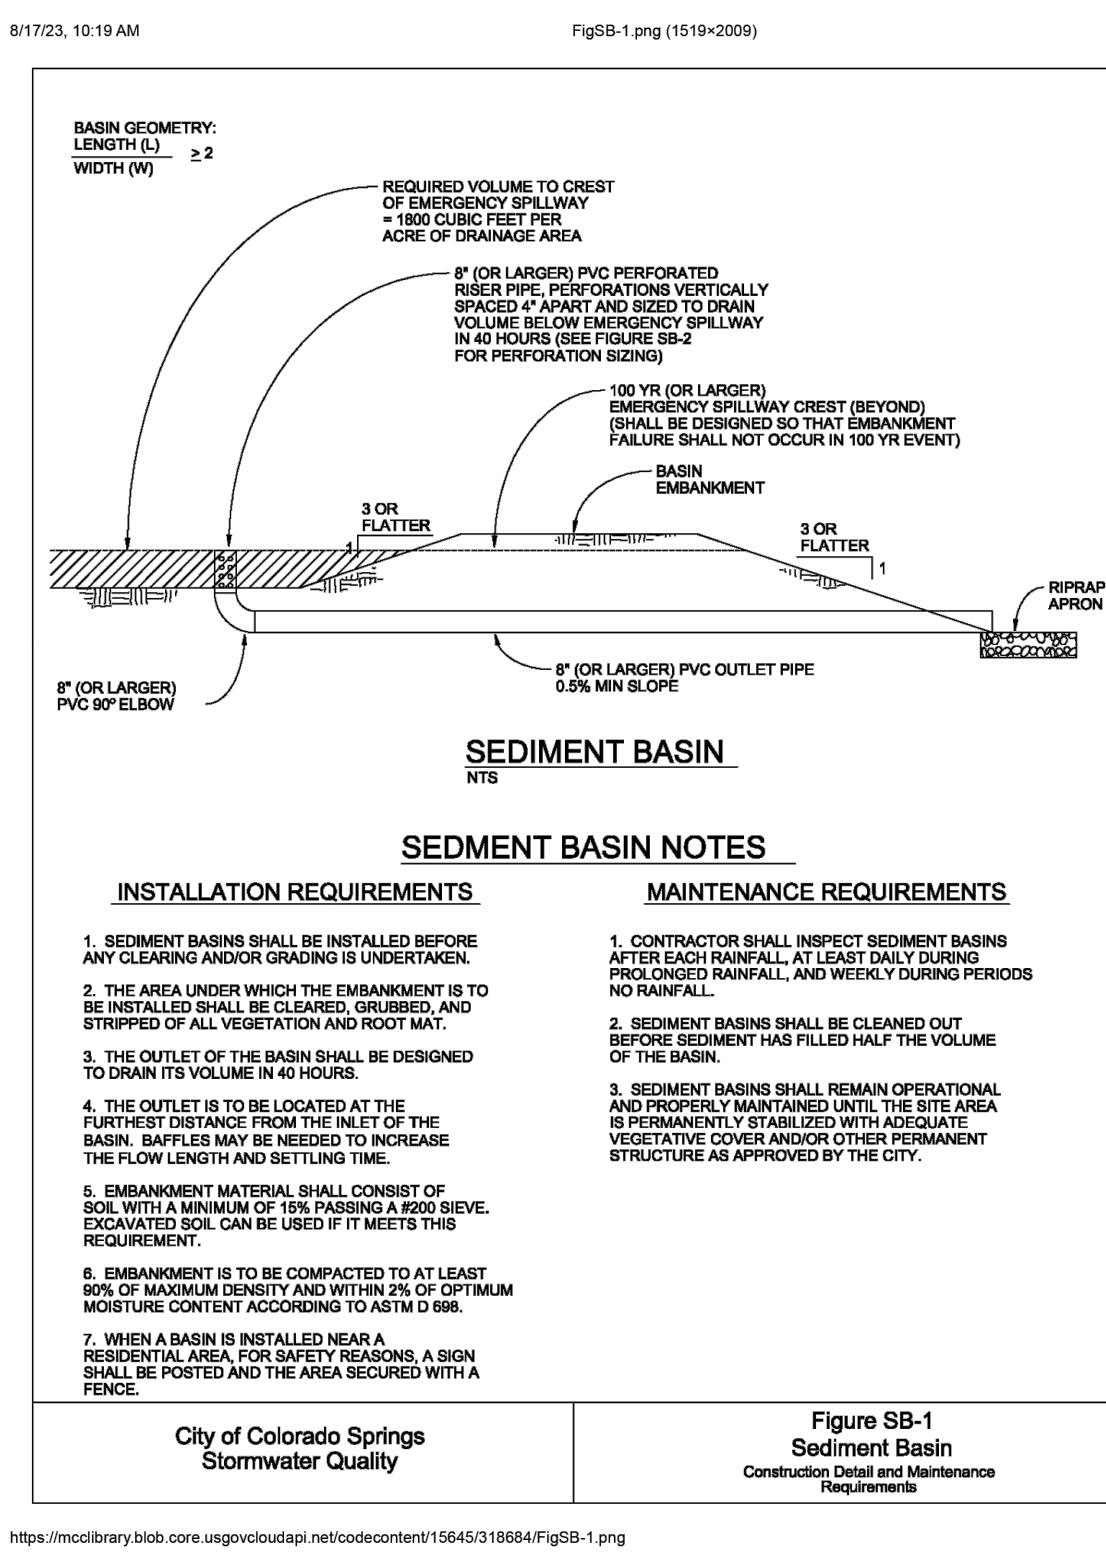 8/17/23, 10:19 AM
FigSB-1.png (1519×2009)
BASIN GEOMETRY:
LENGTH (L)
WIDTH (W)
≥ 2
REQUIRED VOLUME TO CREST
OF EMERGENCY SPILLWAY
= 1800 CUBIC FEET PER
ACRE OF DRAINAGE AREA
8" (OR LARGER) PVC PERFORATED
RISER PIPE, PERFORATIONS VERTICALLY
SPACED 4" APART AND SIZED TO DRAIN
VOLUME BELOW EMERGENCY SPILLWAY
IN 40 HOURS (SEE FIGURE SB-2
FOR PERFORATION SIZING)
100 YR (OR LARGER)
EMERGENCY SPILLWAY CREST (BEYOND)
(SHALL BE DESIGNED SO THAT EMBANKMENT
FAILURE SHALL NOT OCCUR IN 100 YR EVENT)
BASIN
EMBANKMENT
3 OR
FLATTER
1
3 OR
FLATTER
1
RIPRAP
APRON
8" (OR LARGER) PVC OUTLET PIPE
0.5% MIN SLOPE
8" (OR LARGER)
PVC 90º ELBOW
SEDIMENT BASIN
NTS
SEDMENT BASIN NOTES
INSTALLATION REQUIREMENTS
1. SEDIMENT BASINS SHALL BE INSTALLED BEFORE
ANY CLEARING AND/OR GRADING IS UNDERTAKEN.
2. THE AREA UNDER WHICH THE EMBANKMENT IS TO
BE INSTALLED SHALL BE CLEARED, GRUBBED, AND
STRIPPED OF ALL VEGETATION AND ROOT MAT.
3. THE OUTLET OF THE BASIN SHALL BE DESIGNED
TO DRAIN ITS VOLUME IN 40 HOURS.
4. THE OUTLET IS TO BE LOCATED AT THE
FURTHEST DISTANCE FROM THE INLET OF THE
BASIN. BAFFLES MAY BE NEEDED TO INCREASE
THE FLOW LENGTH AND SETTLING TIME.
5. EMBANKMENT MATERIAL SHALL CONSIST OF
SOIL WITH A MINIMUM OF 15% PASSING A #200 SIEVE.
EXCAVATED SOIL CAN BE USED IF IT MEETS THIS
REQUIREMENT.
6. EMBANKMENT IS TO BE COMPACTED TO AT LEAST
90% OF MAXIMUM DENSITY AND WITHIN 2% OF OPTIMUM
MOISTURE CONTENT ACCORDING TO ASTM D 698.
7. WHEN A BASIN IS INSTALLED NEAR A
RESIDENTIAL AREA, FOR SAFETY REASONS, A SIGN
SHALL BE POSTED AND THE AREA SECURED WITH A
FENCE.
MAINTENANCE REQUIREMENTS
1. CONTRACTOR SHALL INSPECT SEDIMENT BASINS
AFTER EACH RAINFALL, AT LEAST DAILY DURING
PROLONGED RAINFALL, AND WEEKLY DURING PERIODS
NO RAINFALL.
2. SEDIMENT BASINS SHALL BE CLEANED OUT
BEFORE SEDIMENT HAS FILLED HALF THE VOLUME
OF THE BASIN.
3. SEDIMENT BASINS SHALL REMAIN OPERATIONAL
AND PROPERLY MAINTAINED UNTIL THE SITE AREA
IS PERMANENTLY STABILIZED WITH ADEQUATE
VEGETATIVE COVER AND/OR OTHER PERMANENT
STRUCTURE AS APPROVED BY THE CITY.
City of Colorado Springs
Stormwater Quality
Figure SB-1
Sediment Basin
Construction Detail and Maintenance
Requirements
https://mcclibrary.blob.core.usgovcloudapi.net/codecontent/15645/318684/FigSB-1.png